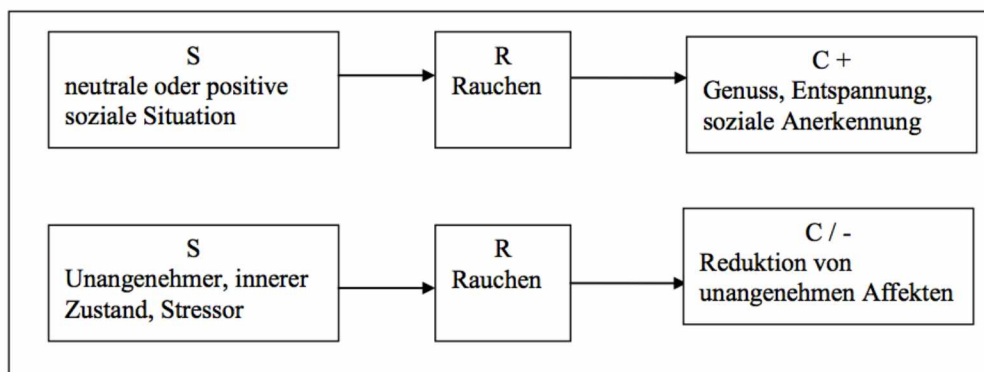 S
neutrale oder positive
soziale Situation
R
Rauchen
C +
Genuss, Entspannung,
soziale Anerkennung
S
Unangenehmer, innerer
Zustand, Stressor
R
Rauchen
C / -
Reduktion von
unangenehmen Affekten